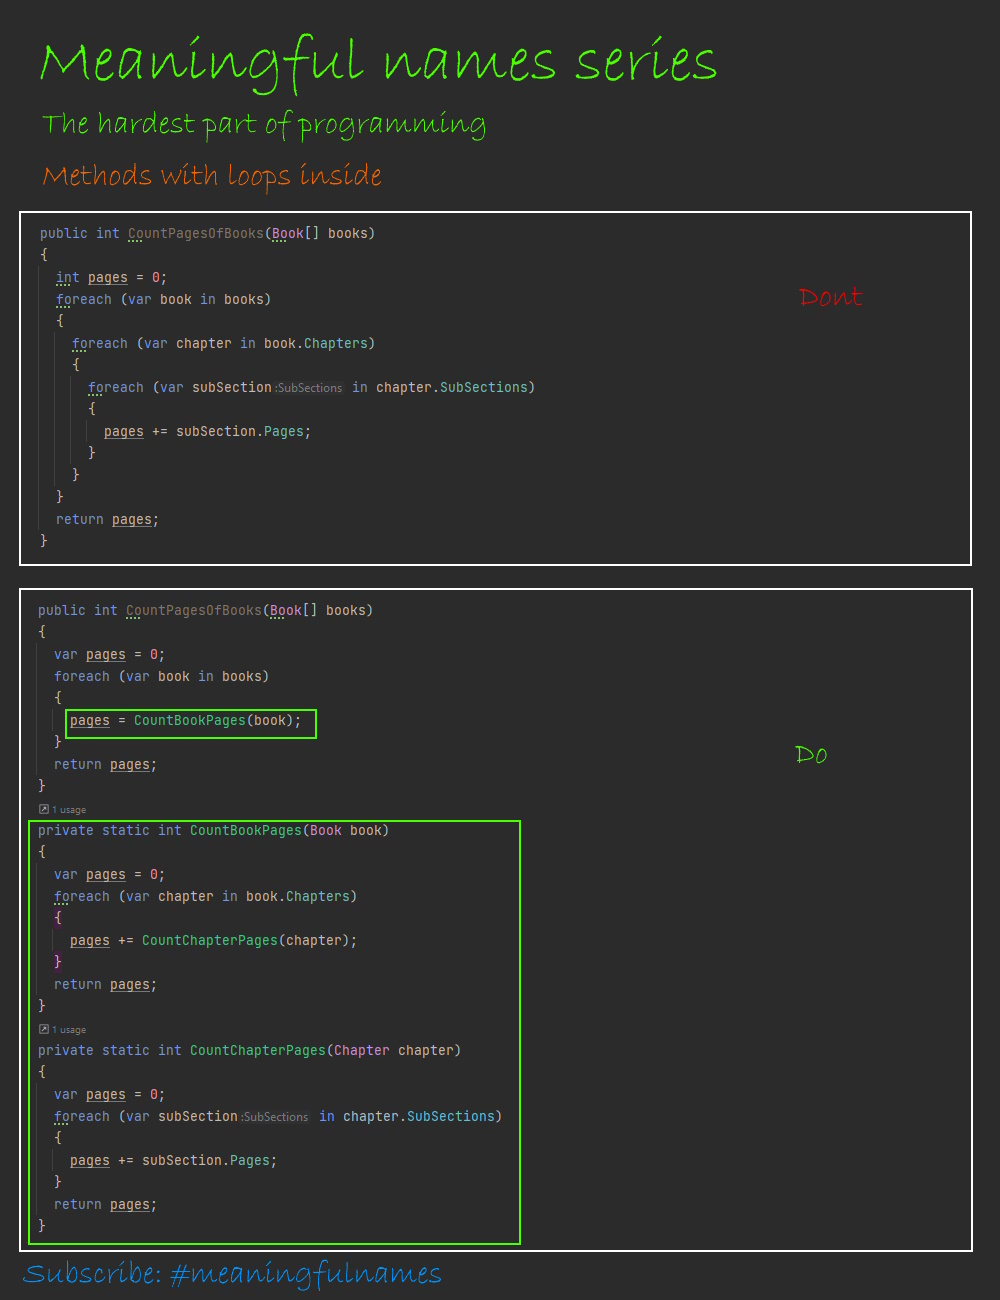 Meaningful names series
The hardest part of programming
Methods with loops inside
public int CountPagesOfBooks(Book[] books)
{
int pages = 0;
foreach (var book in books)
Dont
{
foreach (var chapter in book.Chapters)
{
foreach (var subSection :SubSections in chapter.SubSections)
{
pages += subSection.Pages;
}
}
}
return pages;
}
public int CountPagesOfBooks(Book[] books)
{
var pages = 0;
foreach (var book in books)
{
pages = CountBookPages(book);
}
Do
return pages;
}
1 usage
private static int CountBookPages(Book book)
{
var pages = 0;
foreach (var chapter in book.Chapters)
{
pages += CountChapterPages(chapter);
}
return pages;
}
1 usage
private static int CountChapterPages(Chapter chapter)
{
var pages = 0;
foreach (var subSection :SubSections in chapter.SubSections)
{
pages += subSection.Pages;
}
return pages;
}
Subscribe: #meaningfulnames